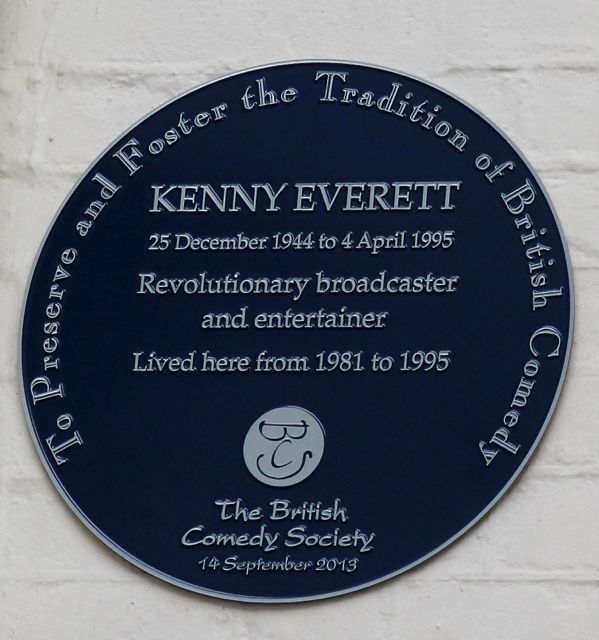 To Preserve and Foster the Tradition of British Comedy
KENNY EVERETT
25 December 1944 to 4 April 1995
Revolutionary broadcaster
and entertainer
Lived here from 1981 to 1995
B
C
The British
Comedy Society
14 September 2013